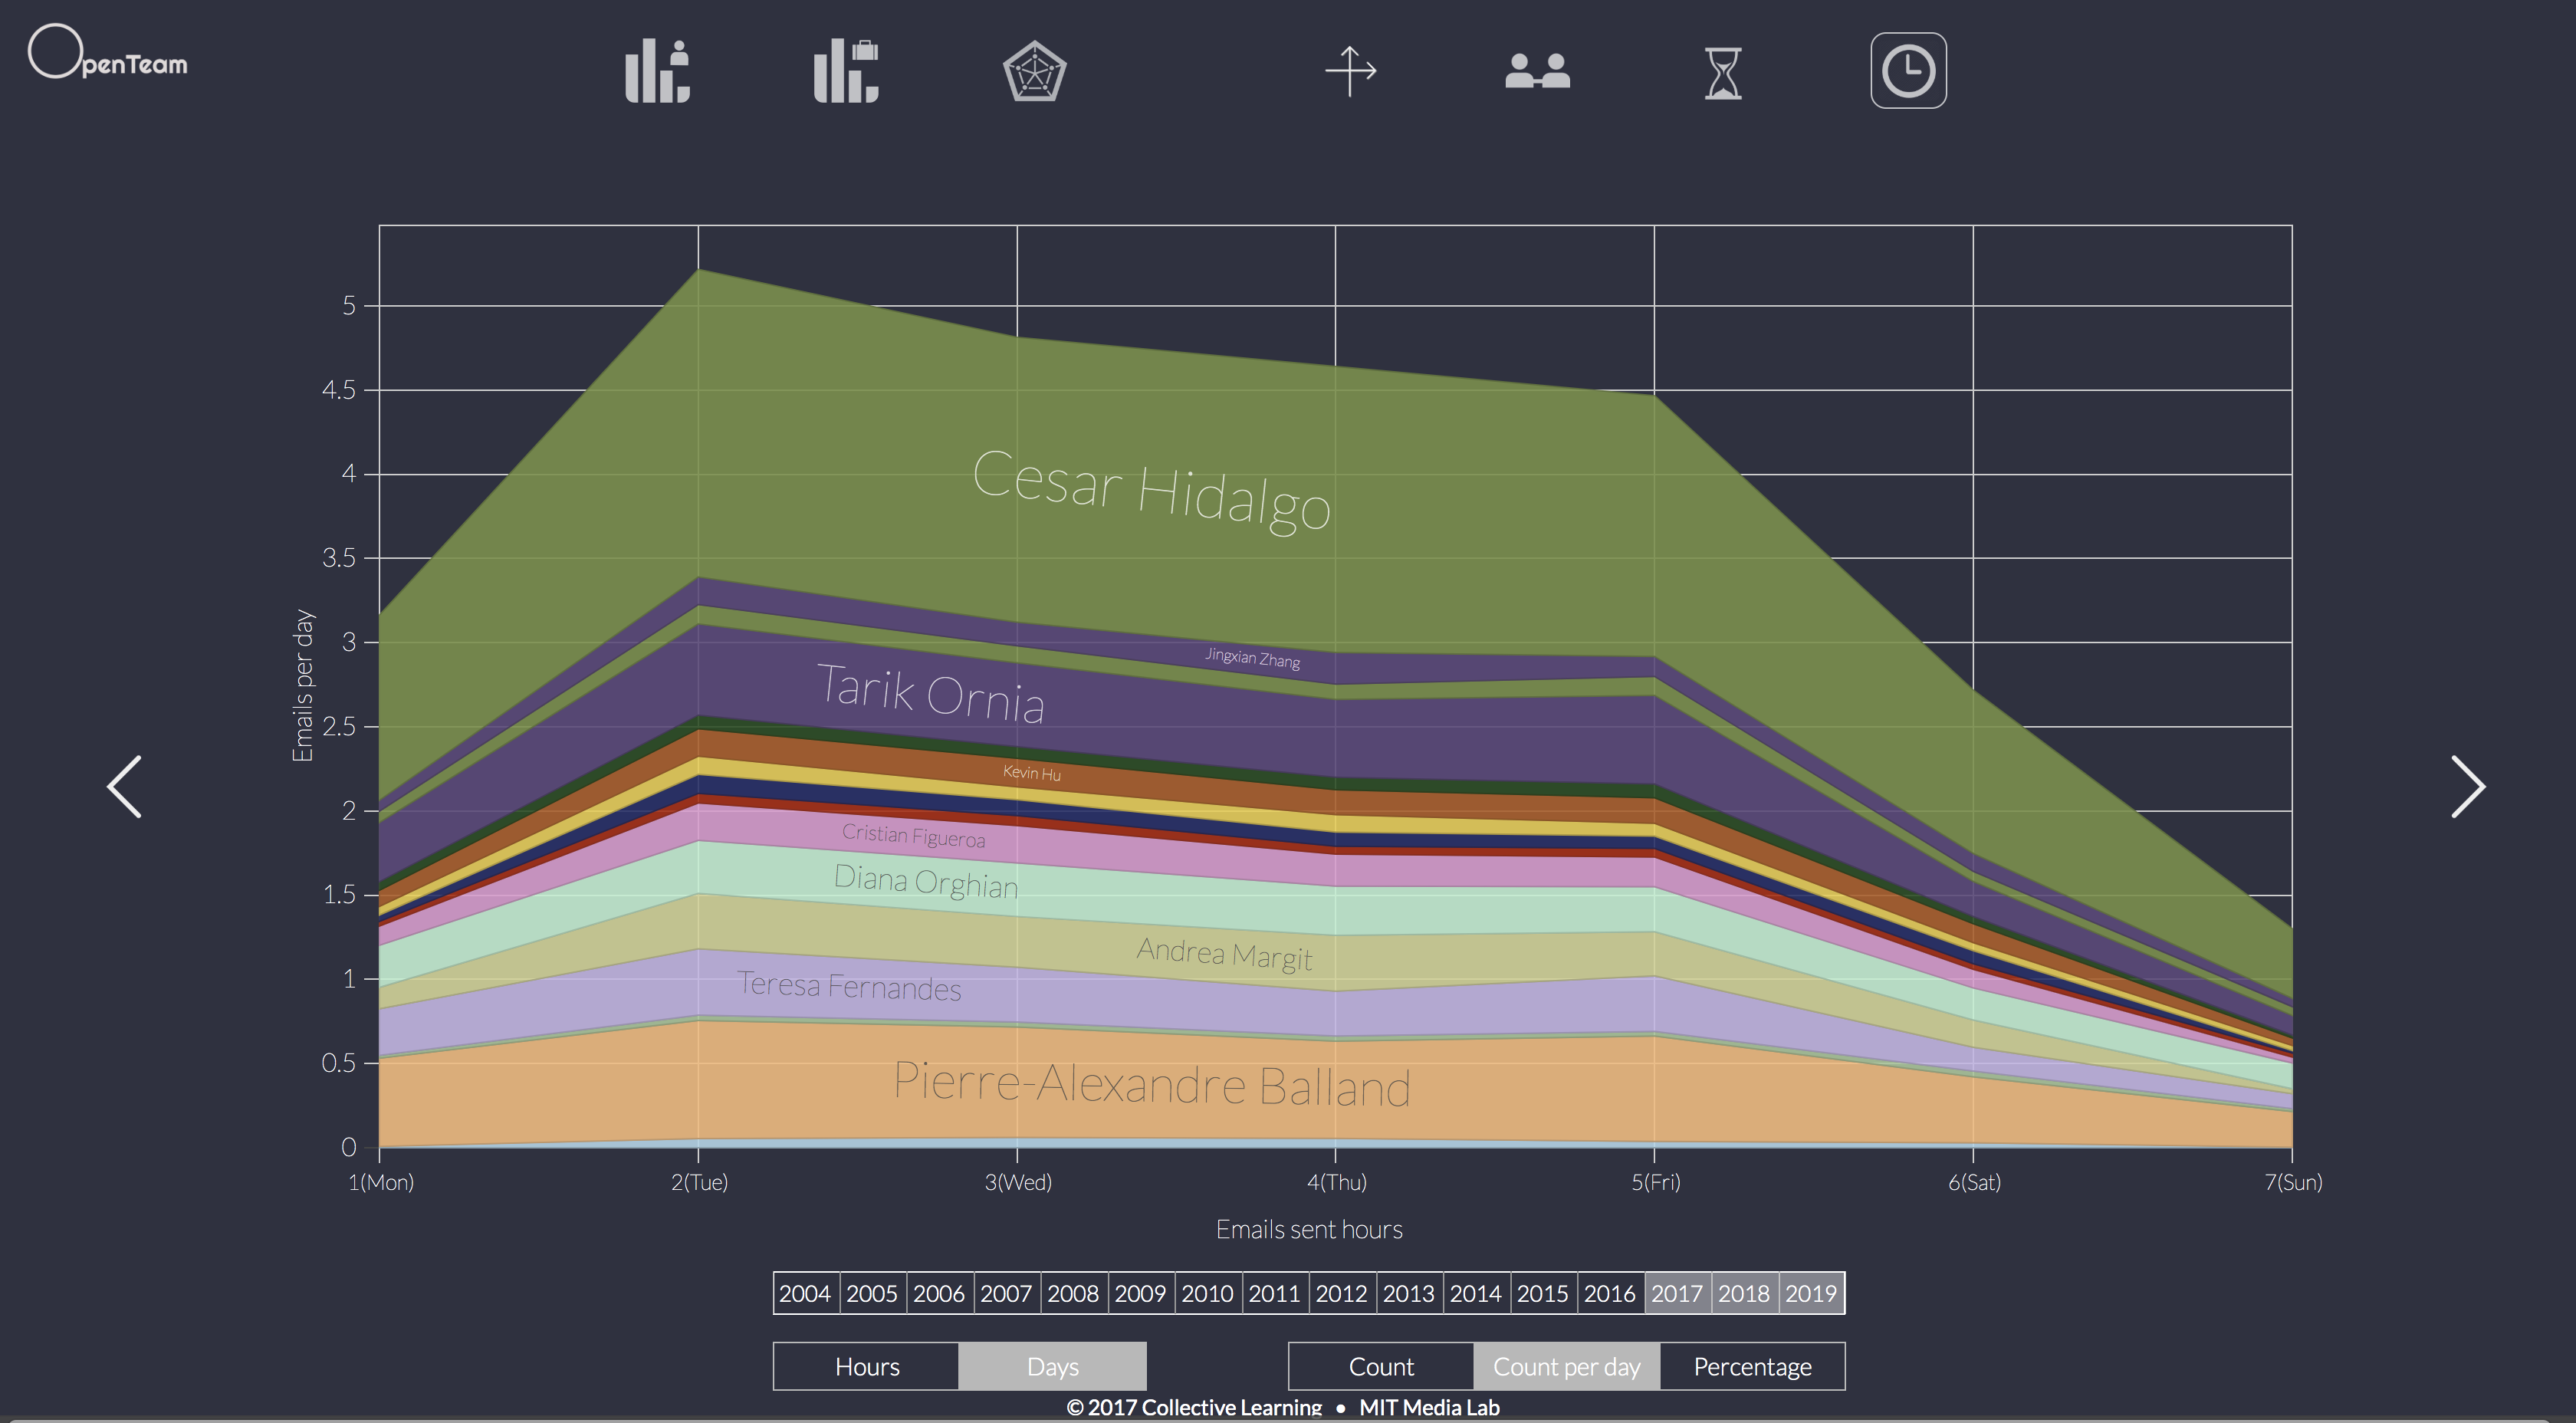 OpenTeam
5
4.5
4
3.5
3
2.5
2
1.5
1
0.5
0
Emails per day
Cesar Hidalgo
Jingxian Zhang
Tarik Ornia
Kevin Hu
Cristian Figueroa
Diana Orghian
Andrea Margit
Teresa Fernandes
Pierre-Alexandre Balland
1(Mon) 2(Tue) 3(Wed) 4(Thu) 5(Fri) 6(Sat) 7(Sun)
Emails sent hours
2004 2005 2006 2007 2008 2009 2010 2011 2012 2013 2014 2015 2016 2017 2018 2019
Hours Days Count Count per day Percentage
© 2017 Collective Learning • MIT Media Lab